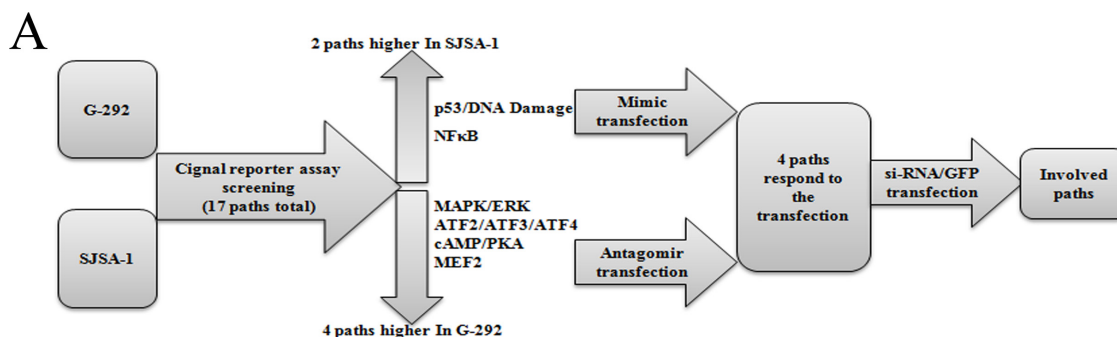 A
2 paths higher In SJSA-1
G-292
p53/DNA Damage
NFκB
Mimic
transfection
Cignal reporter assay
screening
(17 paths total)
4 paths
respond to
the
transfection
si-RNA/GFP
transfection
Involved
paths
MAPK/ERK
ATF2/ATF3/ATF4
cAMP/PKA
MEF2
SJSA-1
Antagomir
transfection
4 paths higher In G-292